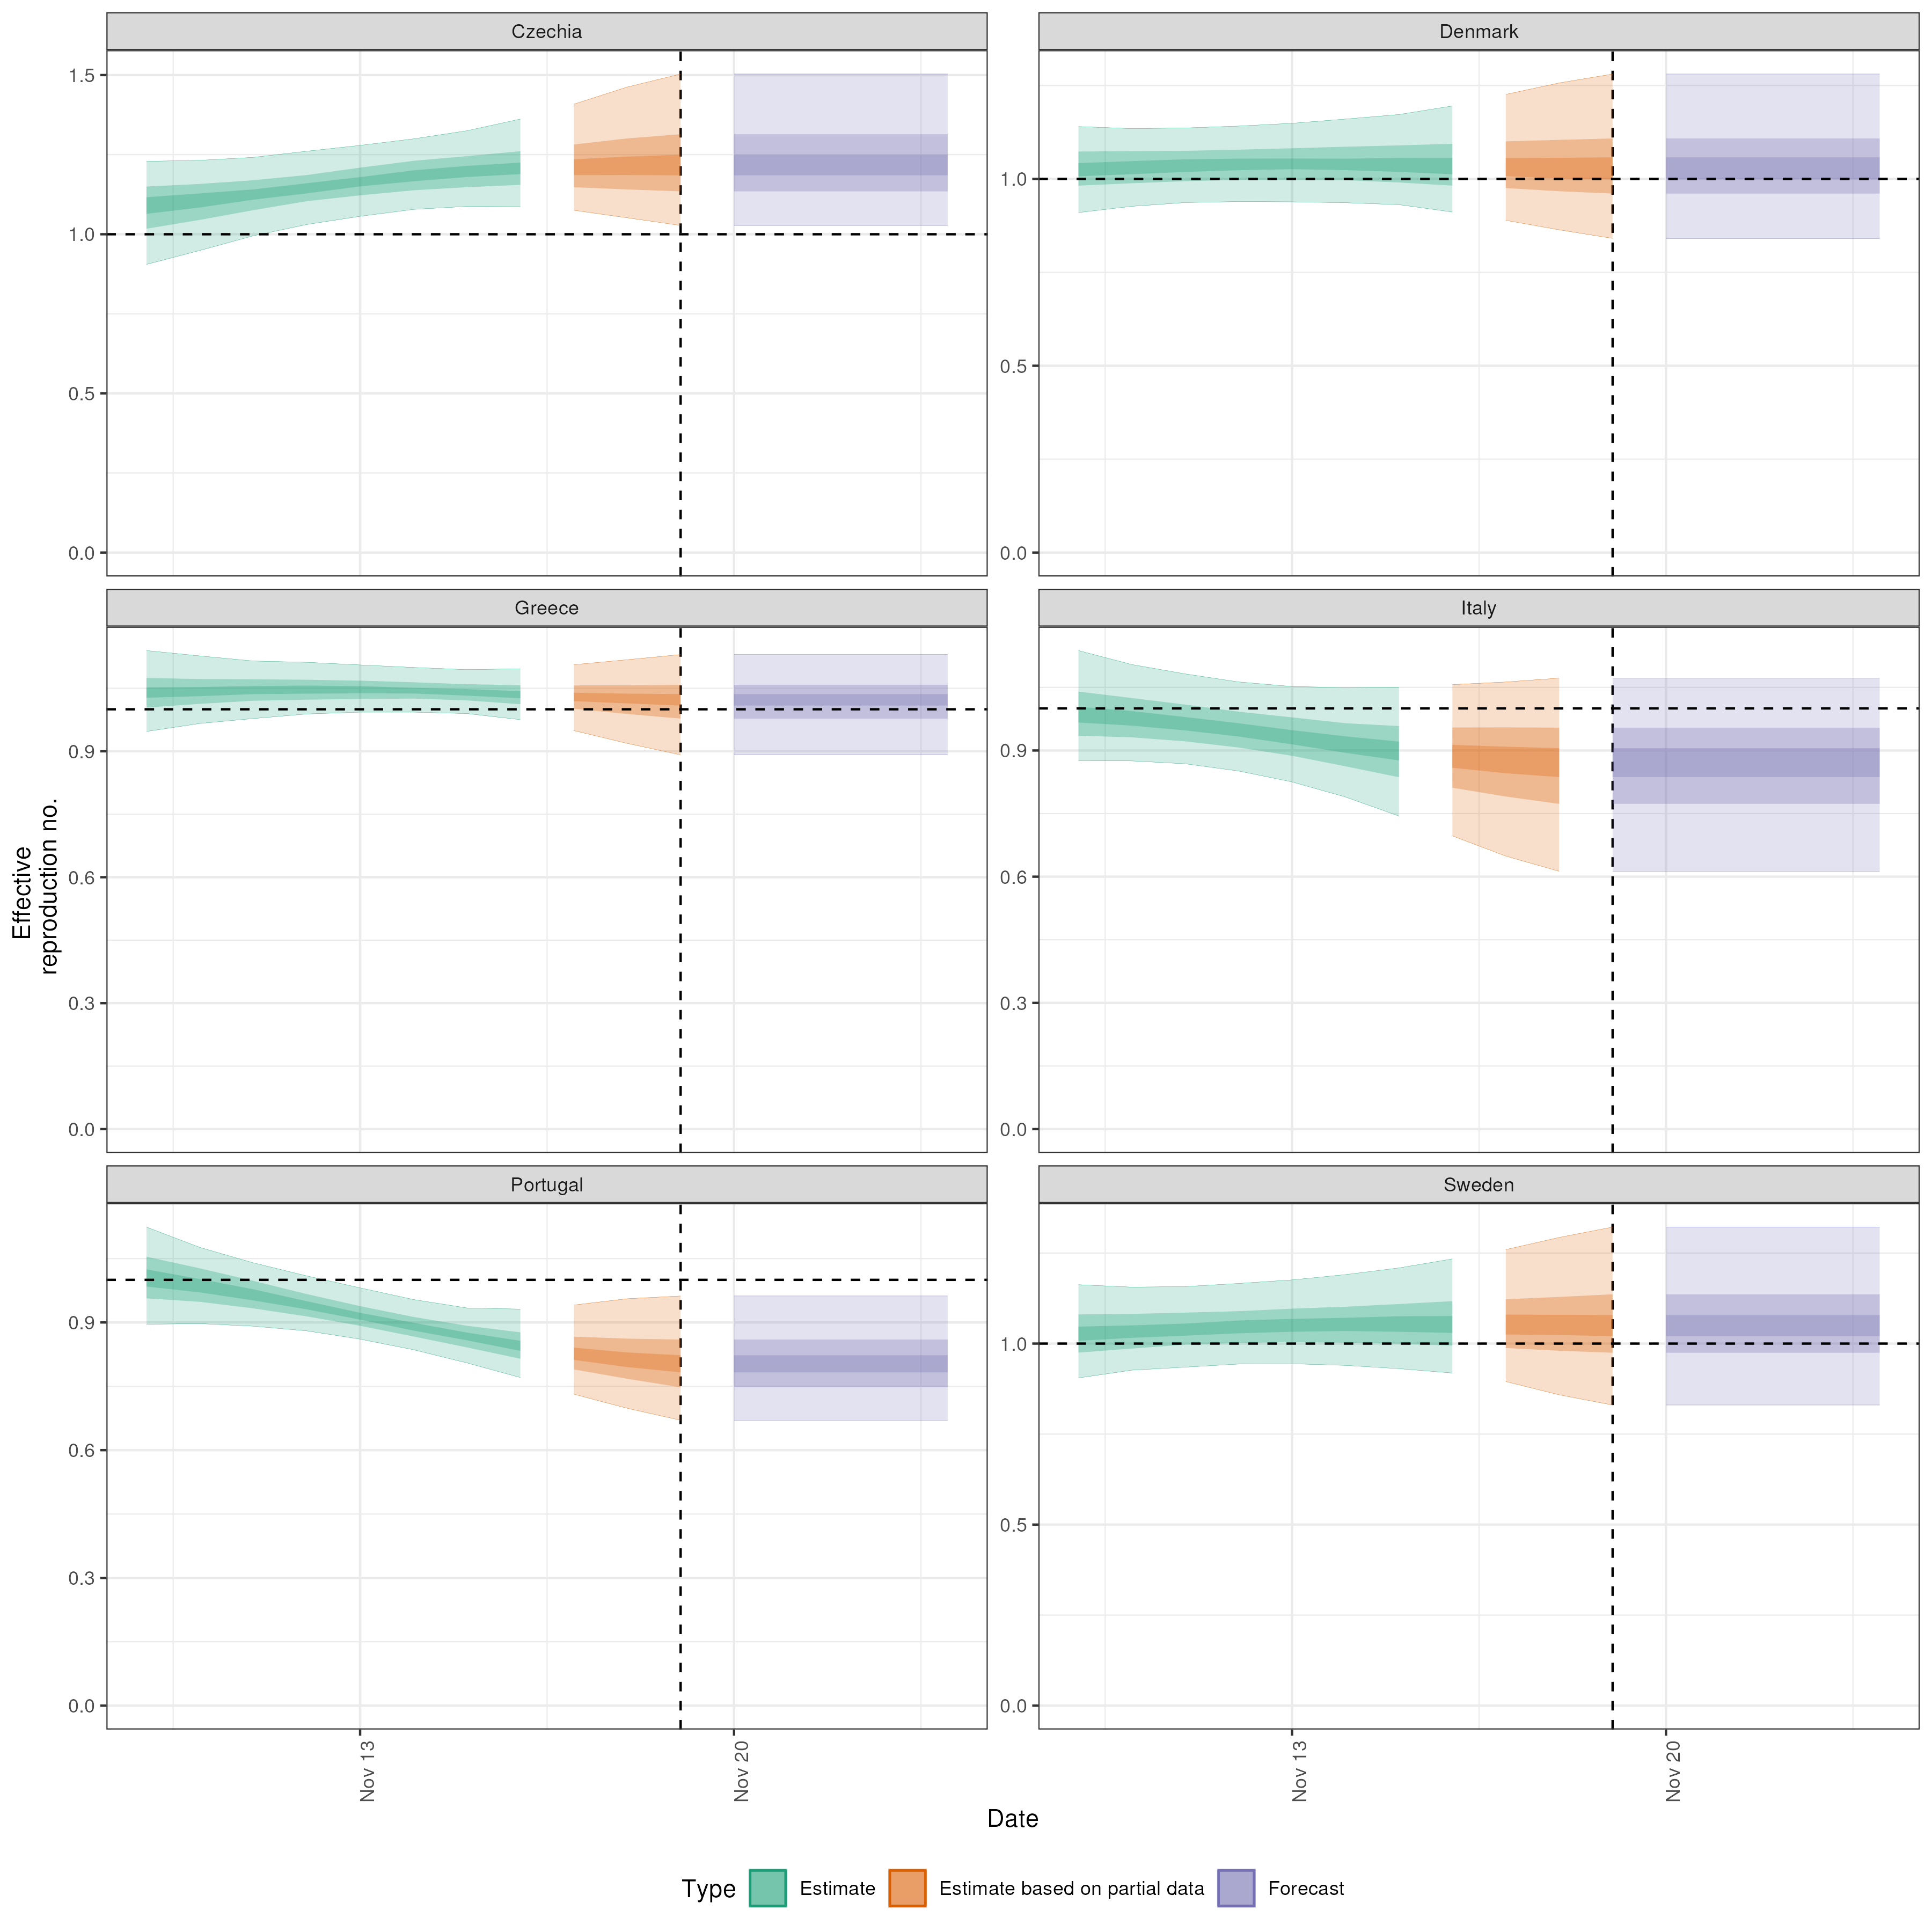 Czechia
Denmark
1.5
1.0
0.5
0.0
1.0
0.5
0.0
Greece
Italy
0.9
0.6
0.3
0.0
0.9
0.6
0.3
0.0
Portugal
Sweden
0.9
0.6
0.3
0.0
1.0
0.5
0.0
Effective
reproduction no.
Nov 13
Nov 20
Nov 13
Nov 20
Date
Type Estimate Estimate based on partial data Forecast